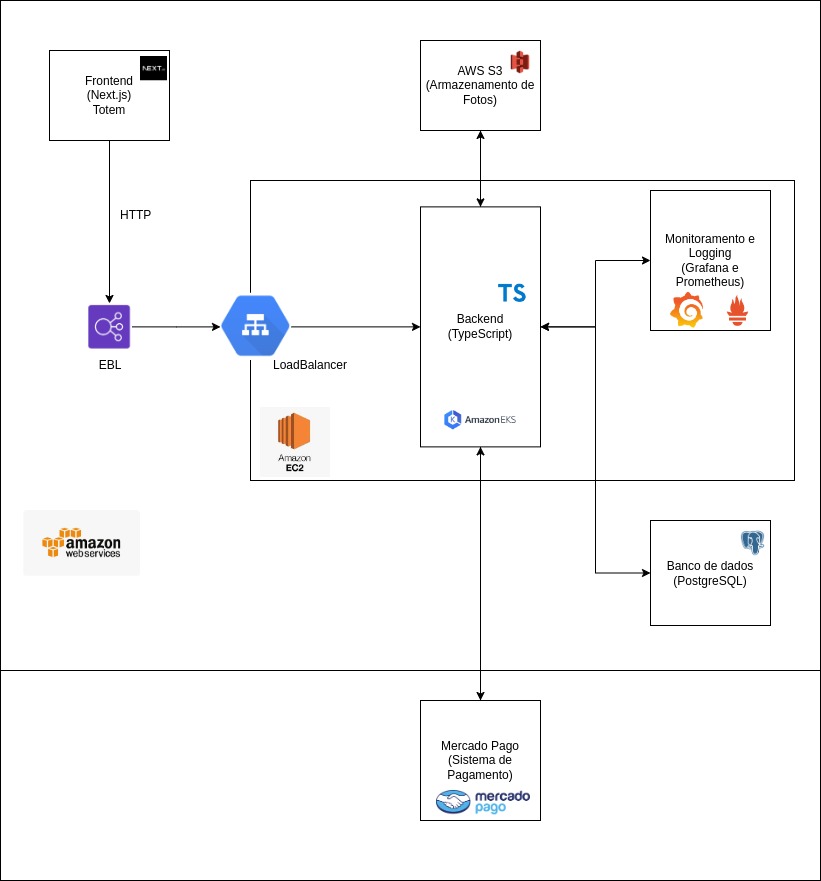 Frontend
(Next.js)
Totem
NEXT.
AWS S3
(Armazenamento de
Fotos)
HTTP
EBL
LoadBalancer
TS
Backend
(TypeScript)
Amazon EKS
Monitoramento e
Logging
(Grafana e
Prometheus)
Amazon
EC2
amazon
webservices
Banco de dados
(PostgreSQL)
Mercado Pago
(Sistema de
Pagamento)
mercado
pago